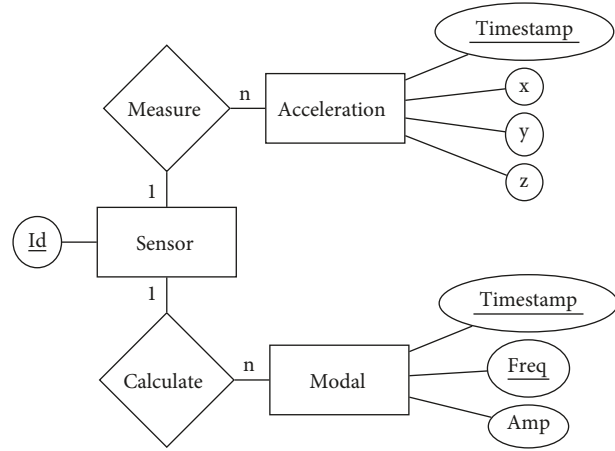 Timestamp
x
y
z
Measure
n
Acceleration
1
Id
Sensor
1
Timestamp
Freq
Amp
Calculate
n
Modal